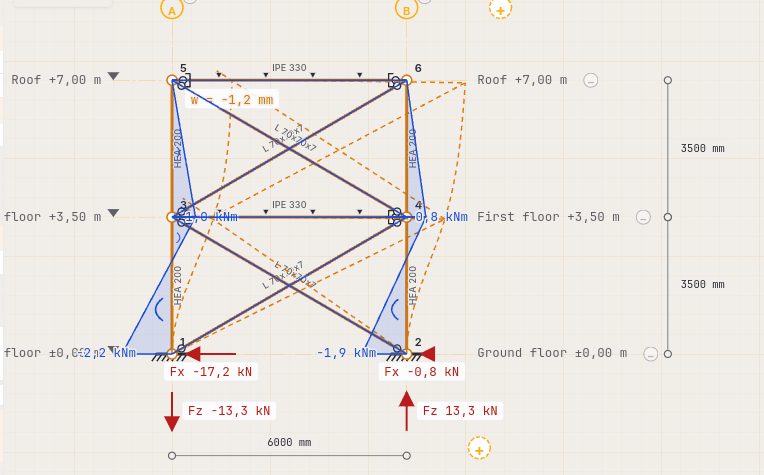 A
B
5
6
IPE 330
Roof +7,00 m
Roof +7,00 m
w = -1,2 mm
HEA 200
L 70x70x7
L 70x70x7
HEA 200
3500 mm
3
4
IPE 330
floor +3,50 m
-1,0 kNm
0,8 kNm
First floor +3,50 m
HEA 200
L 70x70x7
L 70x70x7
HEA 200
3500 mm
1
2
-2,2 kNm
-1,9 kNm
Ground floor ±0,00 m
Fx -17,2 kN
Fx -0,8 kN
Fz -13,3 kN
Fz 13,3 kN
6000 mm